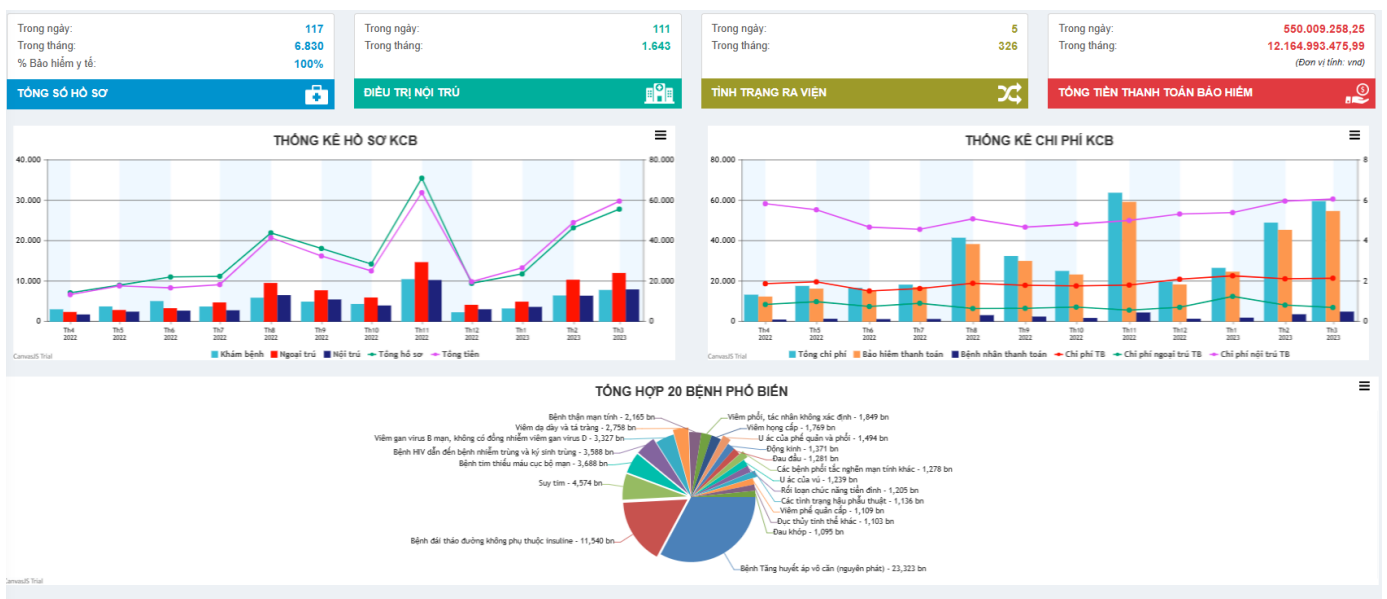 Trong ngày: 117
Trong tháng: 6.830
% Bảo hiểm y tế: 100%
TỔNG SỐ HỒ SƠ
Trong ngày: 111
Trong tháng: 1.643
ĐIỀU TRỊ NỘI TRÚ
Trong ngày: 5
Trong tháng: 326
TÌNH TRẠNG RA VIỆN
Trong ngày: 550.009.258,25
Trong tháng: 12.164.993.475,99
(Đơn vị tính: vnd)
TỔNG TIỀN THANH TOÁN BẢO HIỂM
THỐNG KÊ HỒ SƠ KCB
40.000 80.000
30.000 60.000
20.000 40.000
10.000 20.000
0 0
Th4 Th5 Th6 Th7 Th8 Th9 Th10 Th11 Th12 Th1 Th2 Th3
2022 2022 2022 2022 2022 2022 2022 2022 2022 2023 2023 2023
Khám bệnh Ngoại trú Nội trú Tổng hồ sơ Tổng tiền
CanvasJS Trial
THỐNG KÊ CHI PHÍ KCB
80.000 8
60.000 6
40.000 4
20.000 2
0 0
Th4 Th5 Th6 Th7 Th8 Th9 Th10 Th11 Th12 Th1 Th2 Th3
2022 2022 2022 2022 2022 2022 2022 2022 2022 2023 2023 2023
Tổng chi phí Bảo hiểm thanh toán Bệnh nhân thanh toán Chi phí TB Chi phí ngoại trú TB Chi phí nội trú TB
CanvasJS Trial
TỔNG HỢP 20 BỆNH PHỔ BIẾN
Bệnh thận mạn tính - 2,165 bn
Viêm dạ dày và tá tràng - 2,758 bn
Viêm gan virus B mạn, không có đồng nhiễm viêm gan virus D - 3,327 bn
Bệnh HIV dẫn đến bệnh nhiễm trùng và ký sinh trùng - 3,588 bn
Bệnh tim thiếu máu cục bộ mạn - 3,688 bn
Suy tim - 4,574 bn
Bệnh đái tháo đường không phụ thuộc insuline - 11,540 bn
Viêm phổi, tác nhân không xác định - 1,849 bn
Viêm họng cấp - 1,769 bn
U ác của phế quản và phổi - 1,494 bn
Động kinh - 1,371 bn
Đau đầu - 1,281 bn
Các bệnh phổi tắc nghẽn mạn tính khác - 1,278 bn
U ác của vú - 1,239 bn
Rối loạn chức năng tiền đình - 1,205 bn
Các tình trạng hậu phẫu thuật - 1,136 bn
Viêm phế quản cấp - 1,109 bn
Đục thủy tinh thể khác - 1,103 bn
Đau khớp - 1,095 bn
Bệnh Tăng huyết áp vô căn (nguyên phát) - 23,323 bn
CanvasJS Trial